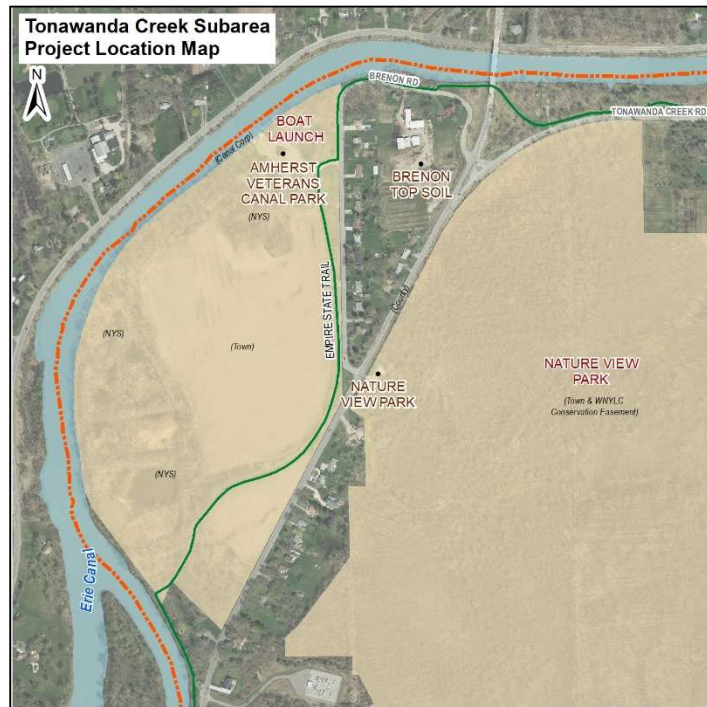 Tonawanda Creek Subarea
Project Location Map
N
BRENON RD
TONAWANDA CREEK RD
BOAT
LAUNCH
(Canal Corp)
AMHERST
VETERANS
CANAL PARK
BRENON
TOP SOIL
(NYS)
(County)
EMPIRE STATE TRAIL
(NYS)
(Town)
NATURE VIEW
PARK
(Town & WNYLC
Conservation Easement)
NATURE
VIEW PARK
(NYS)
Erie Canal